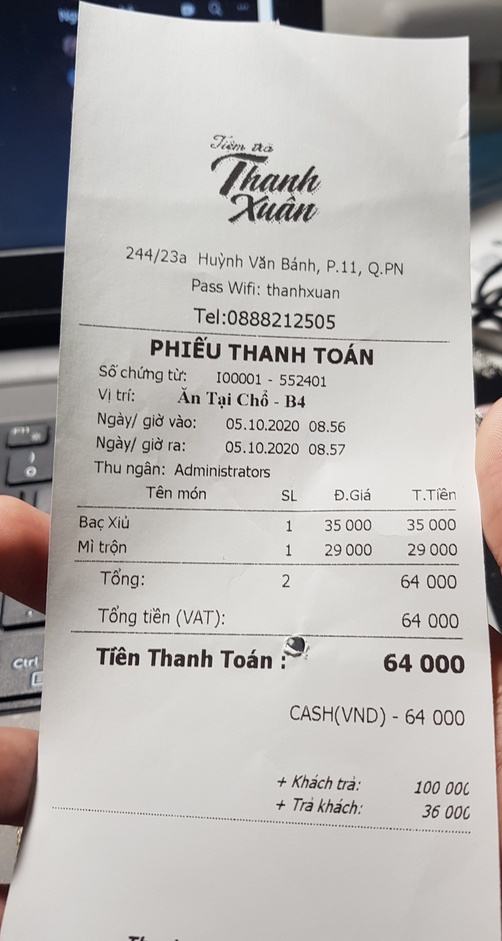 Tiệm trà
Thanh
Xuân
244/23a Huỳnh Văn Bánh, P.11, Q.PN
Pass Wifi: thanhxuan
Tel:0888212505
PHIẾU THANH TOÁN
Số chứng từ: I00001 - 552401
Vị trí: Ăn Tại Chổ - B4
Ngày/ giờ vào: 05.10.2020 08.56
Ngày/ giờ ra: 05.10.2020 08.57
Thu ngân: Administrators
Tên món SL Đ.Giá T.Tiền
Bạc Xỉu 1 35 000 35 000
Mì trộn 1 29 000 29 000
Tổng: 2 64 000
Tổng tiền (VAT): 64 000
Tiền Thanh Toán : 64 000
CASH(VND) - 64 000
+ Khách trả: 100 000
+ Trả khách: 36 000
Ctrl